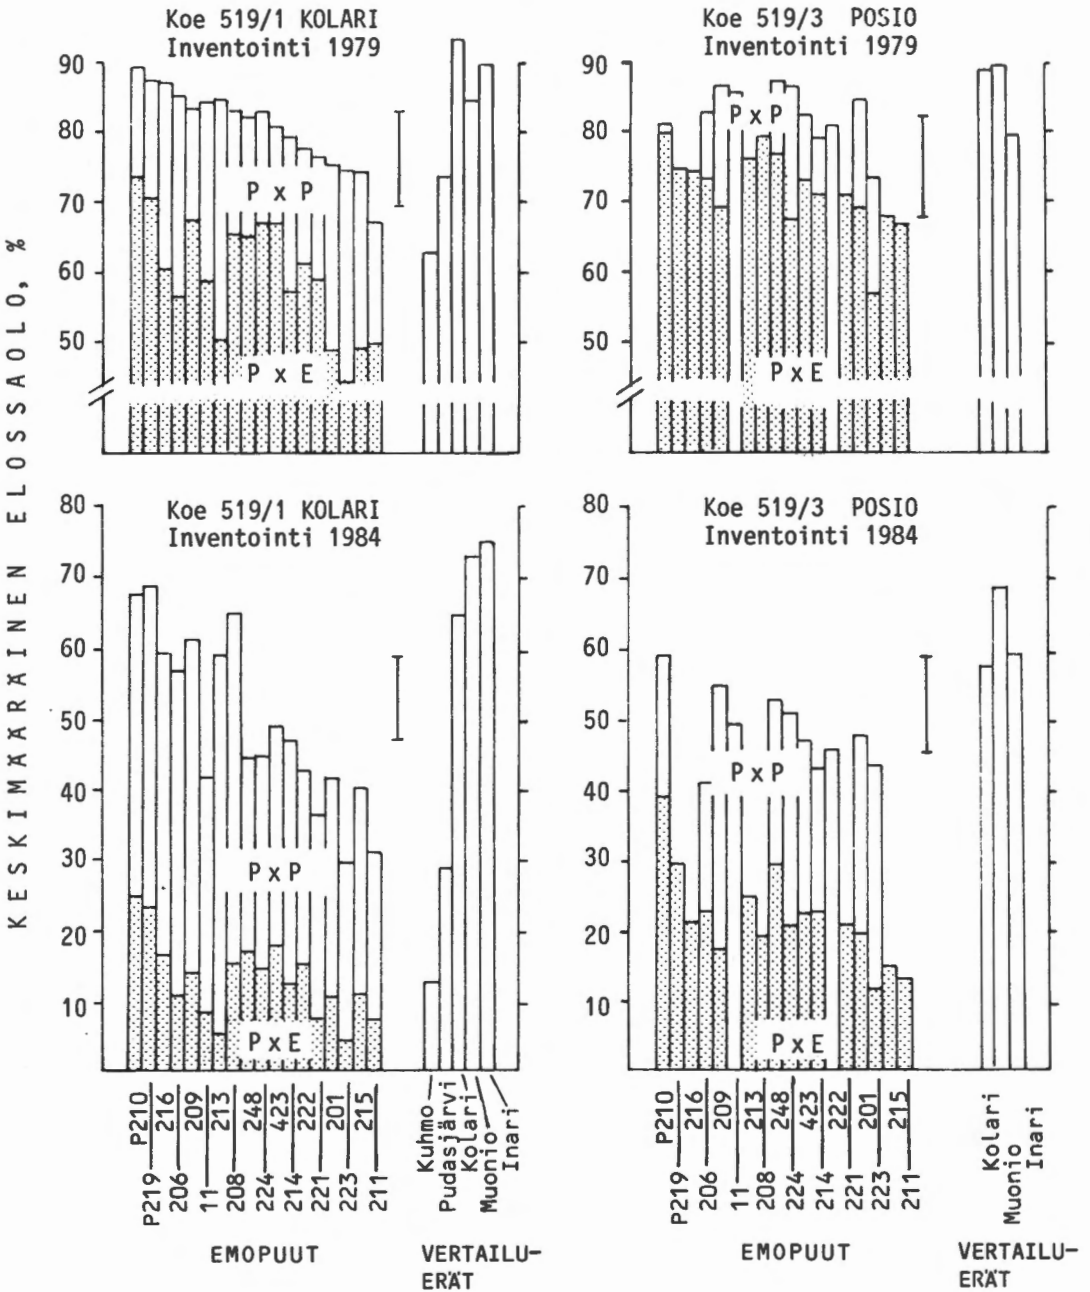 KESKIMÄÄRÄINEN ELOSSAOLO, %
Koe 519/1 KOLARI
Inventointi 1979
90
80
70
60
50
P x P
P x E
Koe 519/3 POSIO
Inventointi 1979
90
80
70
60
50
P x P
P x E
Koe 519/1 KOLARI
Inventointi 1984
80
70
60
50
40
30
20
10
P x P
P x E
P210
P219
216
206
209
11
213
208
248
224
423
214
222
221
201
223
215
211
Kuhmo
Pudasjärvi
Kolari
Muonio
Inari
EMOPUUT
VERTAILU-
ERÄT
Koe 519/3 POSIO
Inventointi 1984
80
70
60
50
40
30
20
10
P x P
P x E
P210
P219
216
206
209
11
213
208
248
224
423
214
222
221
201
223
215
211
Kolari
Muonio
Inari
EMOPUUT
VERTAILU-
ERÄT